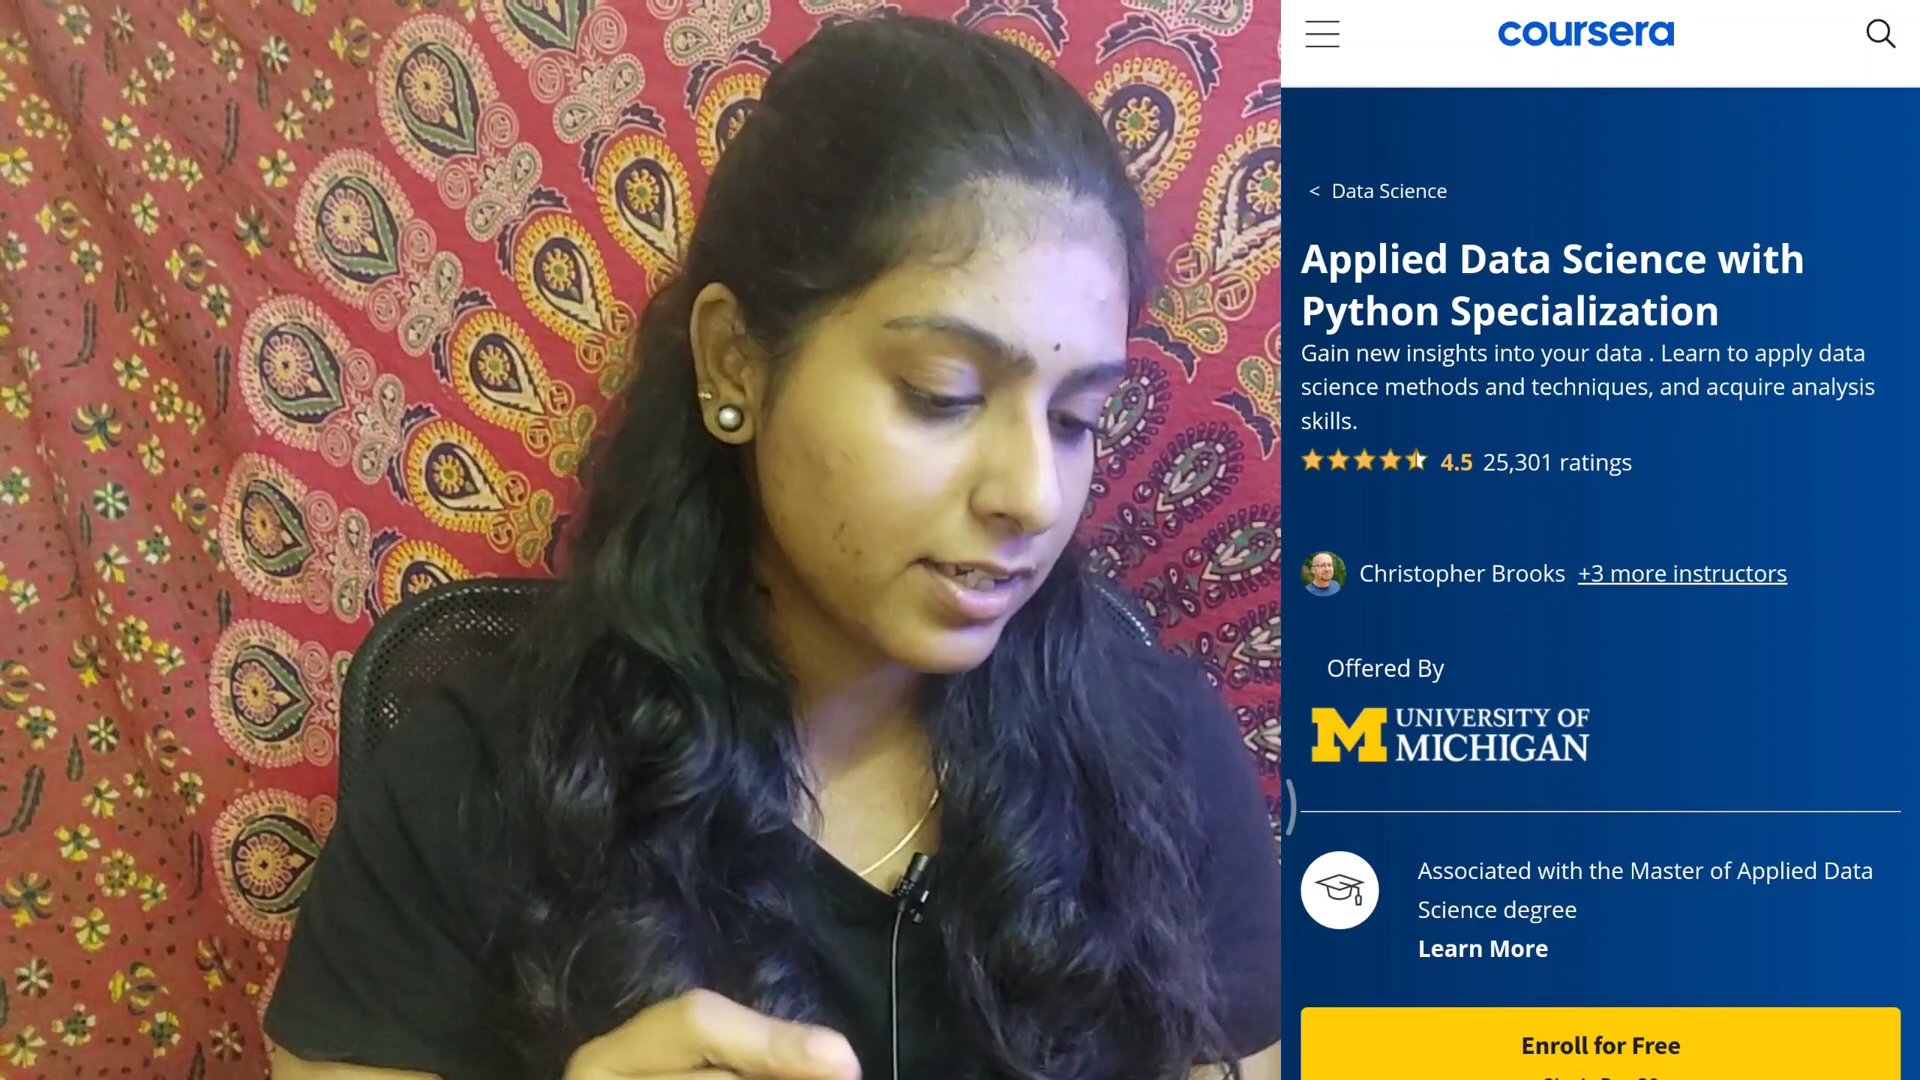 coursera
< Data Science
Applied Data Science with
Python Specialization
Gain new insights into your data . Learn to apply data
science methods and techniques, and acquire analysis
skills.
4.5 25,301 ratings
Christopher Brooks +3 more instructors
Offered By
M UNIVERSITY OF
MICHIGAN
Associated with the Master of Applied Data
Science degree
Learn More
Enroll for Free